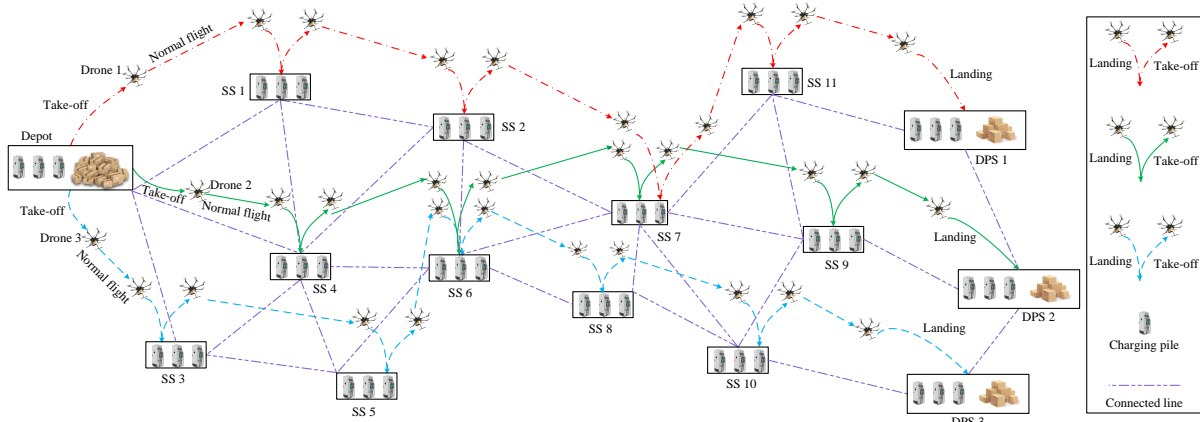 Normal flight
Drone 1
Take-off
Depot
SS 1
SS 2
SS 11
Landing
DPS 1
Landing
Take-off
Drone 2
Take-off
Normal flight
Take-off
Drone 3
Normal flight
SS 4
SS 6
SS 7
SS 9
Landing
DPS 2
Landing
Take-off
SS 3
SS 5
SS 8
SS 10
Landing
DPS 3
Landing
Take-off
Charging pile
Connected line